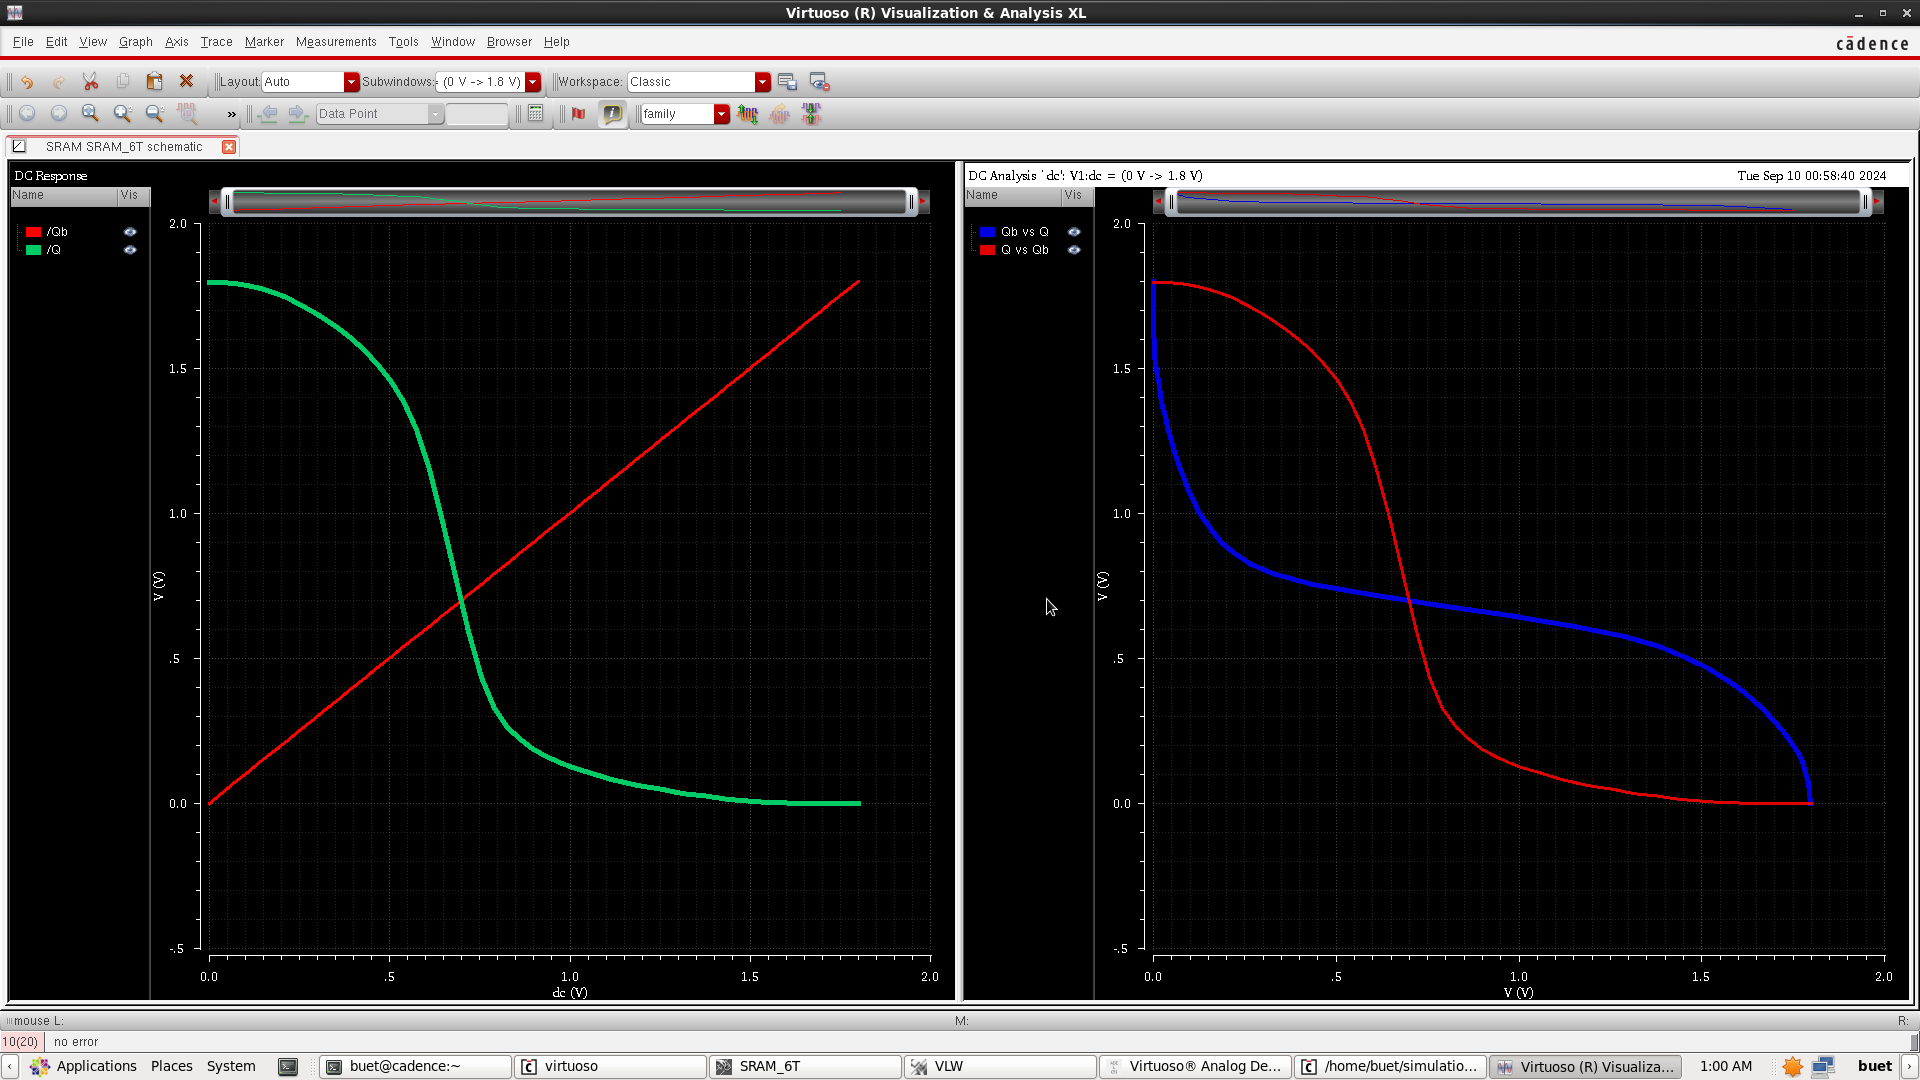 Virtuoso (R) Visualization & Analysis XL
File Edit View Graph Axis Trace Marker Measurements Tools Window Browser Help
cādence
Layout: Auto Subwindows: (0 V -> 1.8 V) Workspace: Classic
» Data Point family
SRAM SRAM_6T schematic
DC Response
Name Vis
/Qb
/Q
2.0
1.5
1.0
.5
0.0
-.5
V (V)
0.0 .5 1.0 1.5 2.0
dc (V)
DC Analysis `dc': V1:dc = (0 V -> 1.8 V) Tue Sep 10 00:58:40 2024
Name Vis
Qb vs Q
Q vs Qb
2.0
1.5
1.0
.5
0.0
-.5
V (V)
0.0 .5 1.0 1.5 2.0
V (V)
mouse L: M: R:
10(20) no error
Applications Places System buet@cadence:~ virtuoso SRAM_6T VLW Virtuoso® Analog De... /home/buet/simulatio... Virtuoso (R) Visualiza... 1:00 AM buet